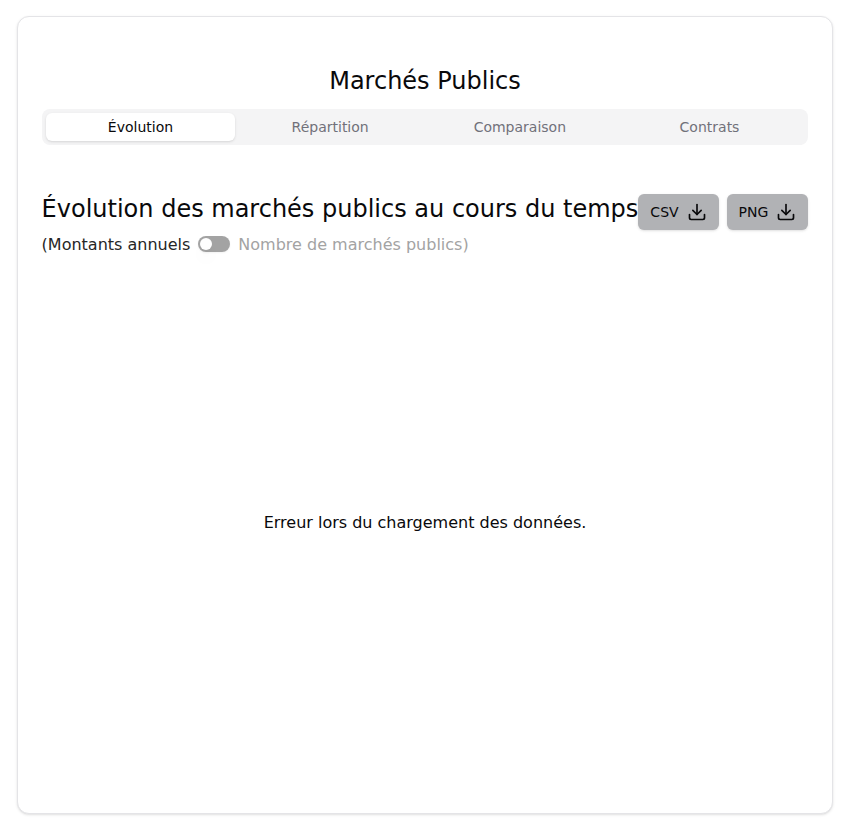 Marchés Publics
Évolution Répartition Comparaison Contrats
Évolution des marchés publics au cours du temps CSV PNG
(Montants annuels Nombre de marchés publics)
Erreur lors du chargement des données.